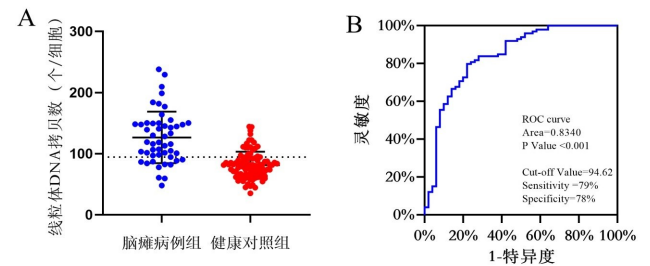 A
线粒体DNA拷贝数（个/细胞）
300
200
100
0
脑瘫病例组
健康对照组
B
灵敏度
100%
80%
60%
40%
20%
0%
ROC curve
Area=0.8340
P Value <0.001
Cut-off Value=94.62
Sensitivity =79%
Specificity=78%
0%
20%
40%
60%
80%
100%
1-特异度